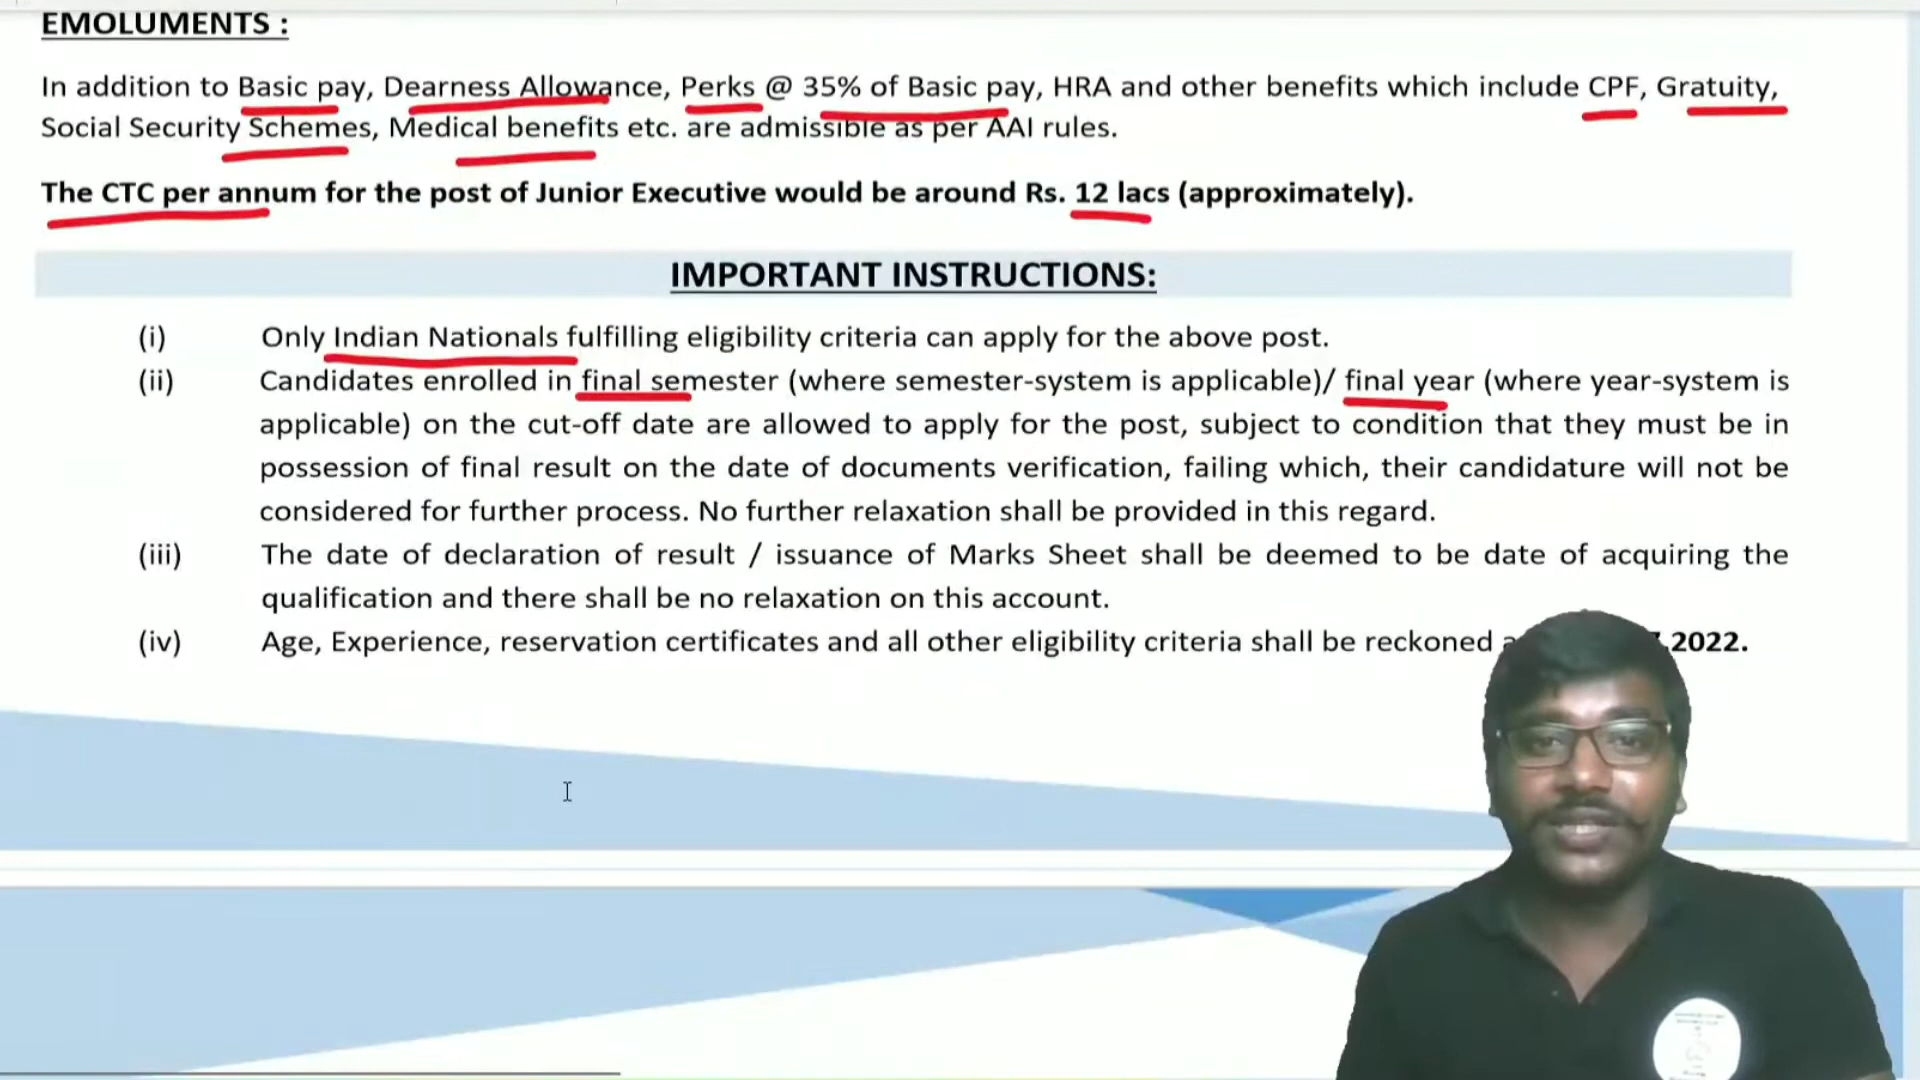 EMOLUMENTS :
In addition to Basic pay, Dearness Allowance, Perks @ 35% of Basic pay, HRA and other benefits which include CPF, Gratuity,
Social Security Schemes, Medical benefits etc. are admissible as per AAI rules.
The CTC per annum for the post of Junior Executive would be around Rs. 12 lacs (approximately).
IMPORTANT INSTRUCTIONS:
(i) Only Indian Nationals fulfilling eligibility criteria can apply for the above post.
(ii) Candidates enrolled in final semester (where semester-system is applicable)/ final year (where year-system is
applicable) on the cut-off date are allowed to apply for the post, subject to condition that they must be in
possession of final result on the date of documents verification, failing which, their candidature will not be
considered for further process. No further relaxation shall be provided in this regard.
(iii) The date of declaration of result / issuance of Marks Sheet shall be deemed to be date of acquiring the
qualification and there shall be no relaxation on this account.
(iv) Age, Experience, reservation certificates and all other eligibility criteria shall be reckoned .2022.